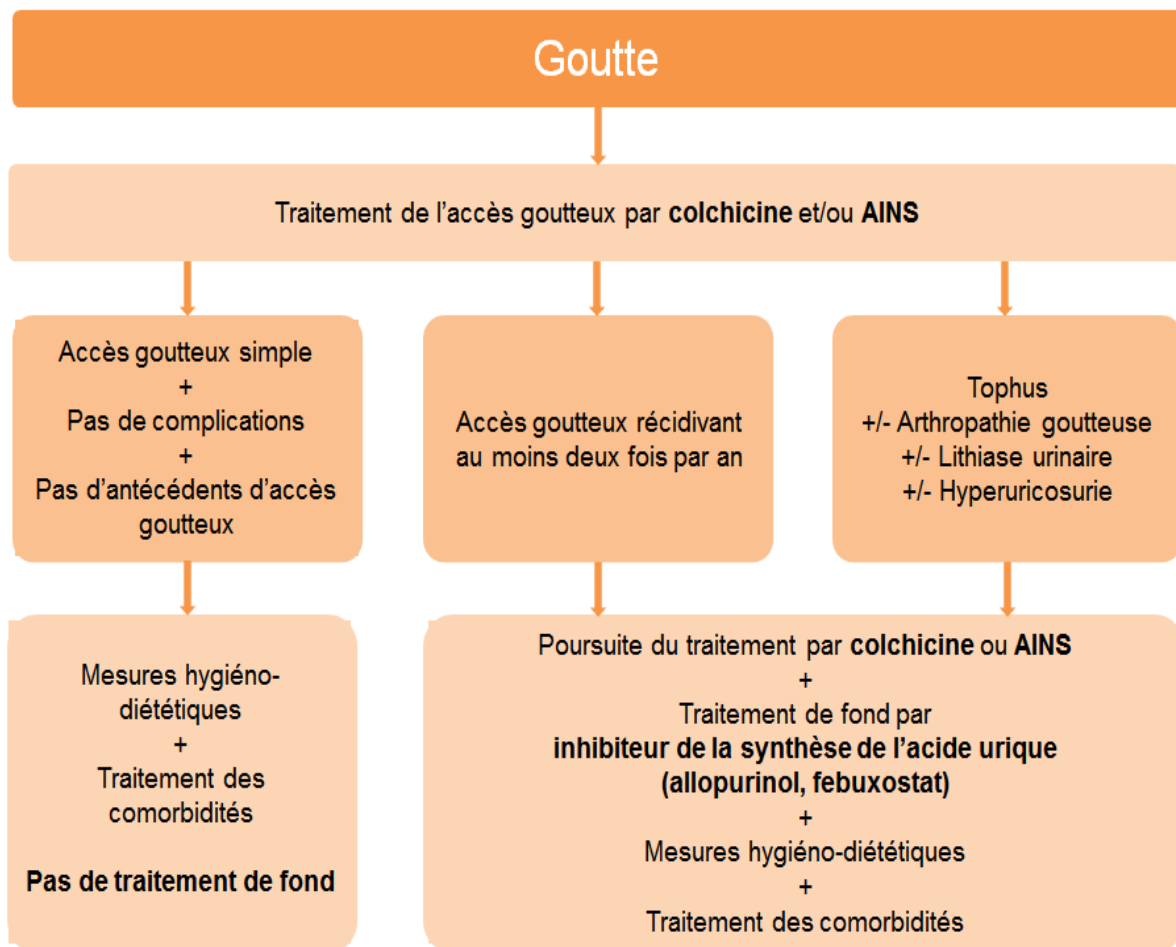 Goutte
Traitement de l'accès goutteux par colchicine et/ou AINS
Accès goutteux simple
+
Pas de complications
+
Pas d'antécédents d'accès
goutteux
Accès goutteux récidivant
au moins deux fois par an
Tophus
+/- Arthropathie goutteuse
+/- Lithiase urinaire
+/- Hyperuricosurie
Mesures hygiéno-
diététiques
+
Traitement des
comorbidités
Pas de traitement de fond
Poursuite du traitement par colchicine ou AINS
+
Traitement de fond par
inhibiteur de la synthèse de l'acide urique
(allopurinol, febuxostat)
+
Mesures hygiéno-diététiques
+
Traitement des comorbidités